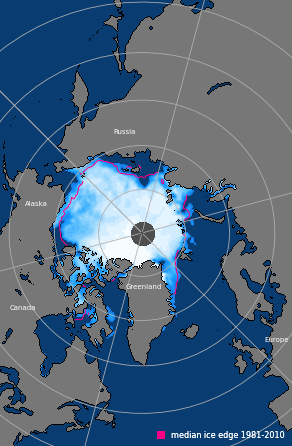 Russia
Alaska
Greenland
Canada
Europe
median ice edge 1981-2010